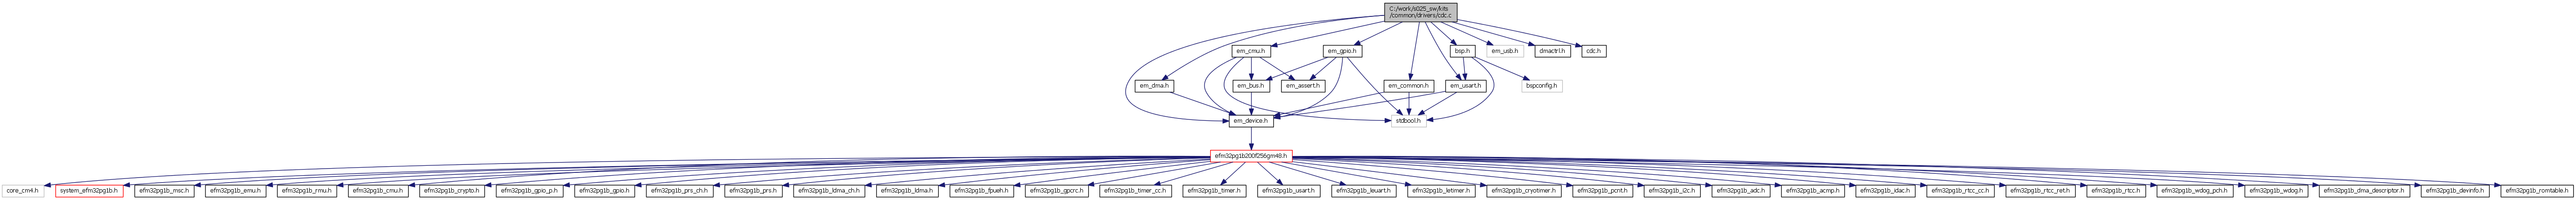 C:/work/s025_sw/kits
/common/drivers/cdc.c
em_cmu.h
em_gpio.h
bsp.h
em_usb.h
dmactrl.h
cdc.h
em_dma.h
em_bus.h
em_assert.h
em_common.h
em_usart.h
bspconfig.h
em_device.h
stdbool.h
efm32pg1b200f256gm48.h
core_cm4.h
system_efm32pg1b.h
efm32pg1b_msc.h
efm32pg1b_emu.h
efm32pg1b_rmu.h
efm32pg1b_cmu.h
efm32pg1b_crypto.h
efm32pg1b_gpio_p.h
efm32pg1b_gpio.h
efm32pg1b_prs_ch.h
efm32pg1b_prs.h
efm32pg1b_ldma_ch.h
efm32pg1b_ldma.h
efm32pg1b_fpueh.h
efm32pg1b_gpcrc.h
efm32pg1b_timer_cc.h
efm32pg1b_timer.h
efm32pg1b_usart.h
efm32pg1b_leuart.h
efm32pg1b_letimer.h
efm32pg1b_cryotimer.h
efm32pg1b_pcnt.h
efm32pg1b_i2c.h
efm32pg1b_adc.h
efm32pg1b_acmp.h
efm32pg1b_idac.h
efm32pg1b_rtcc_cc.h
efm32pg1b_rtcc_ret.h
efm32pg1b_rtcc.h
efm32pg1b_wdog_pch.h
efm32pg1b_wdog.h
efm32pg1b_dma_descriptor.h
efm32pg1b_devinfo.h
efm32pg1b_romtable.h